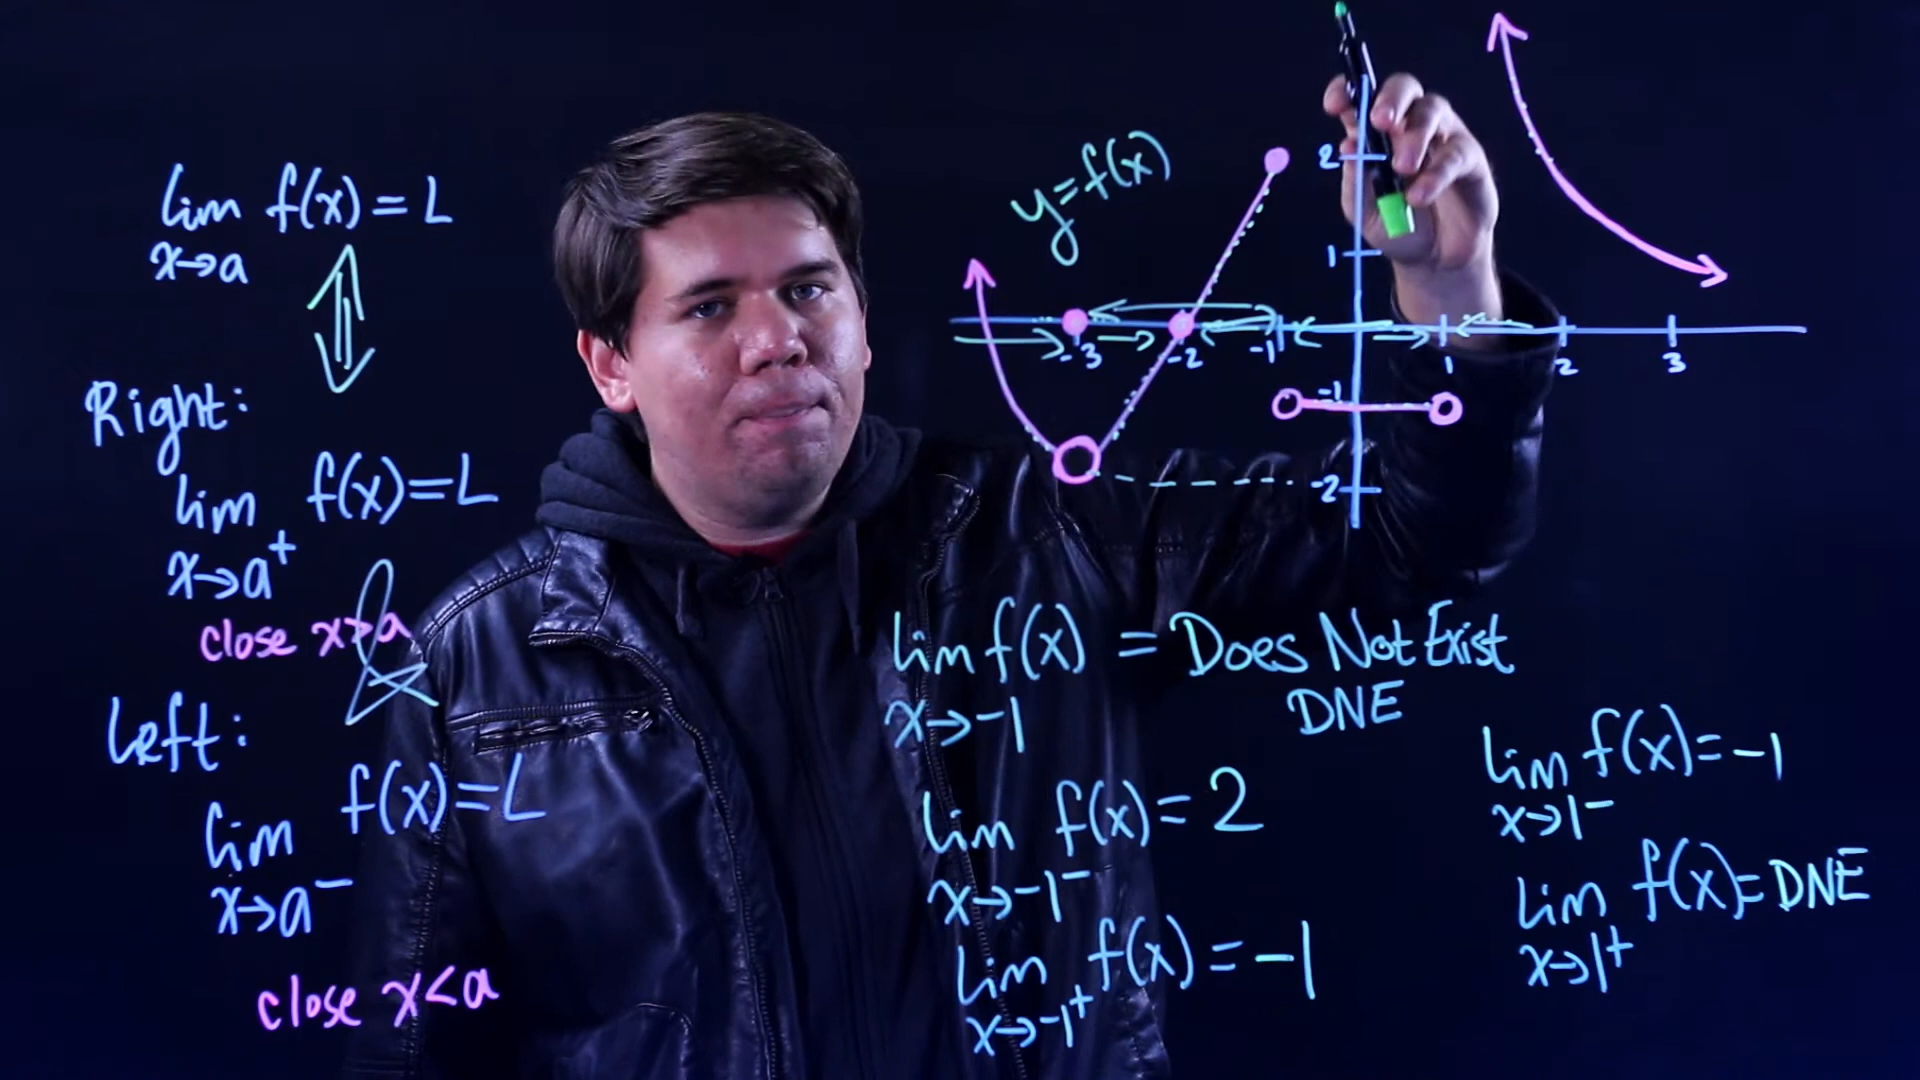 lim f(x) = L
x→a
Right:
lim f(x)=L
x→a⁺
close x>a
Left:
lim f(x)=L
x→a⁻
close x<a
y=f(x)
2
1
-3 -2 -1 1 2 3
-1
-2
lim f(x) = Does Not Exist
x→-1 DNE
lim f(x) = 2
x→-1⁻
lim f(x) = -1
x→-1⁺
lim f(x)=-1
x→1⁻
lim f(x)=DNE
x→1⁺